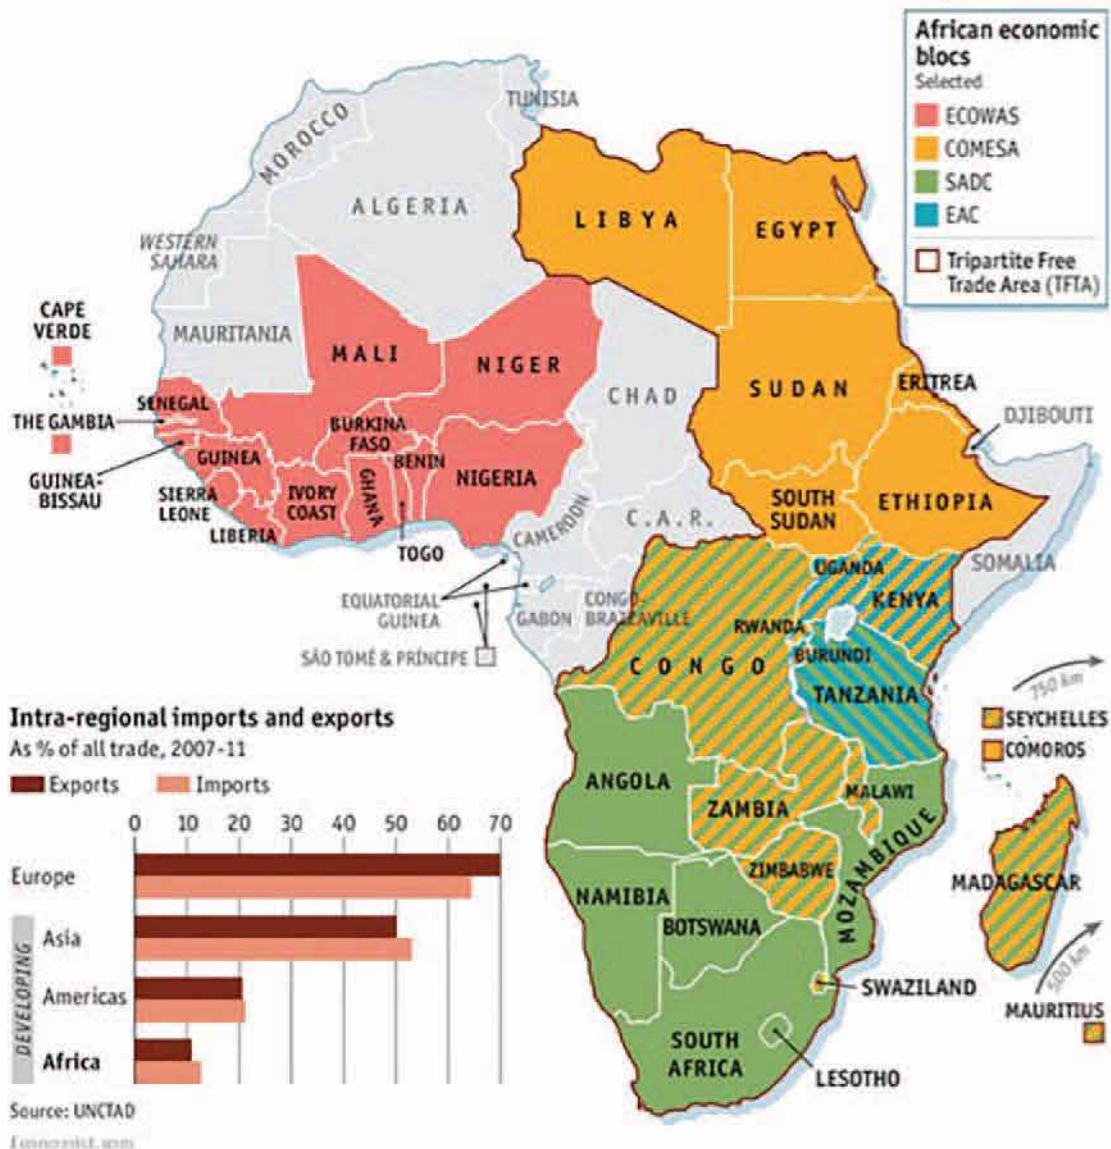 African economic
blocs
Selected
ECOWAS
COMESA
SADC
EAC
Tripartite Free
Trade Area (TFTA)
TUNISIA
MOROCCO
ALGERIA
LIBYA
EGYPT
WESTERN
SAHARA
CAPE
VERDE
MAURITANIA
MALI
NIGER
CHAD
SUDAN
ERITREA
DJIBOUTI
SENEGAL
THE GAMBIA
BURKINA
FASO
BENIN
GUINEA
NIGERIA
GUINEA-
BISSAU
SIERRA
LEONE
IVORY
COAST
GHANA
LIBERIA
TOGO
CAMEROON
C.A.R.
SOUTH
SUDAN
ETHIOPIA
SOMALIA
UGANDA
KENYA
EQUATORIAL
GUINEA
GABON
CONGO-
BRAZZAVILLE
RWANDA
BURUNDI
SÃO TOMÉ & PRÍNCIPE
CONGO
TANZANIA
750 km
SEYCHELLES
COMOROS
ANGOLA
ZAMBIA
MALAWI
MOZAMBIQUE
ZIMBABWE
NAMIBIA
BOTSWANA
MADAGASCAR
500 km
SWAZILAND
MAURITIUS
SOUTH
AFRICA
LESOTHO
Intra-regional imports and exports
As % of all trade, 2007-11
Exports Imports
0 10 20 30 40 50 60 70
Europe
DEVELOPING
Asia
Americas
Africa
Source: UNCTAD